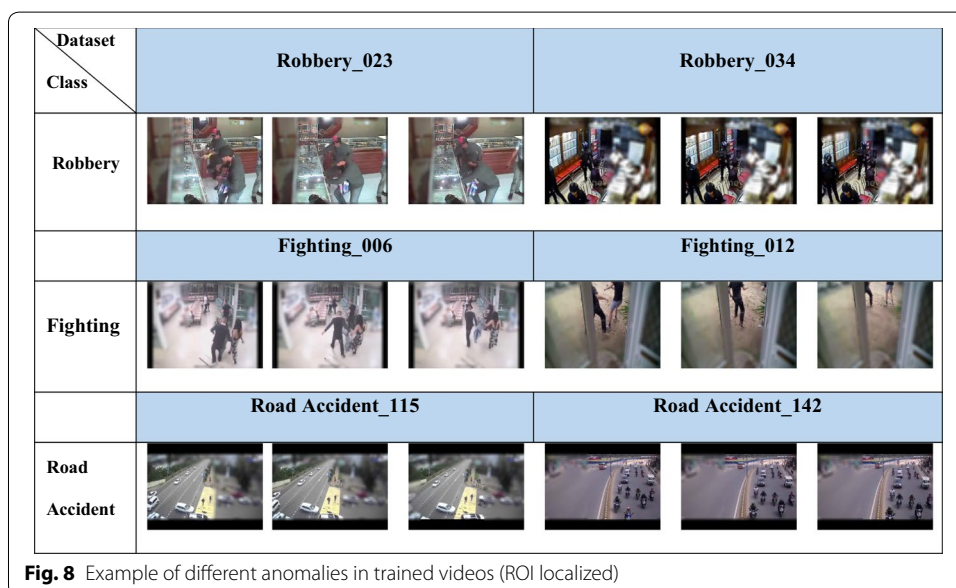 Dataset
Class
Robbery_023
Robbery_034
Robbery
Fighting_006
Fighting_012
Fighting
Road Accident_115
Road Accident_142
Road
Accident
Fig. 8 Example of different anomalies in trained videos (ROI localized)